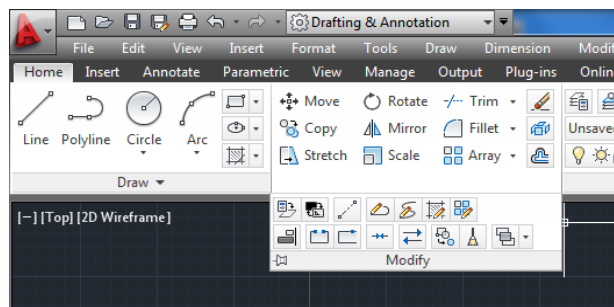 Drafting & Annotation
File Edit View Insert Format Tools Draw Dimension Modif
Home Insert Annotate Parametric View Manage Output Plug-ins Onlin
Move Rotate Trim
Copy Mirror Fillet Unsave
Line Polyline Circle Arc
Stretch Scale Array
Draw
[−][Top][2D Wireframe]
Modify